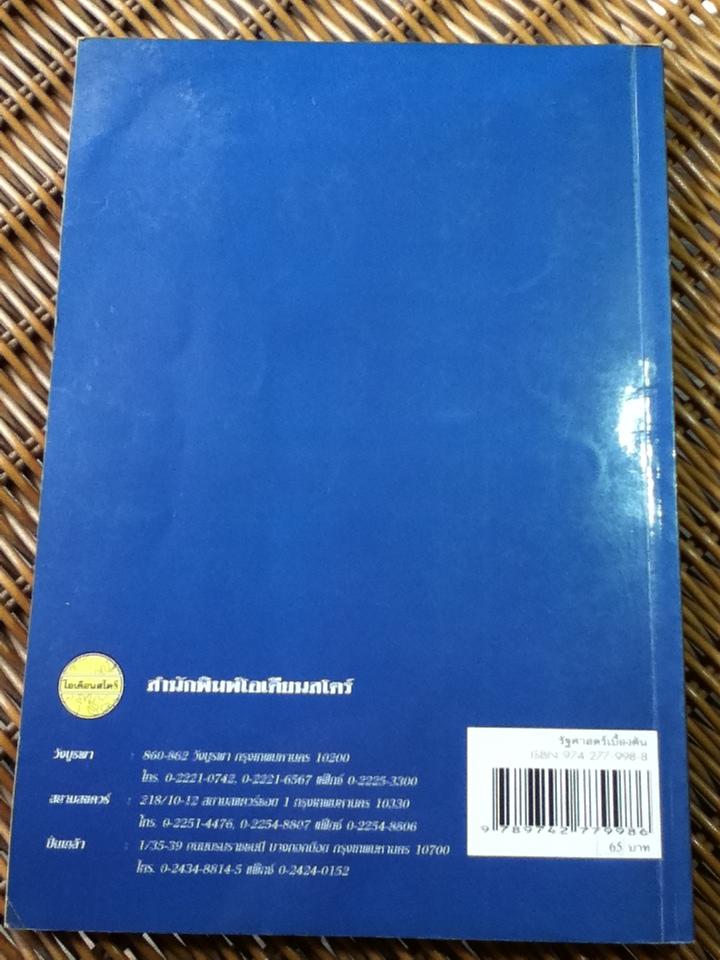 โอเดียนสโตร์
สำนักพิมพ์โอเดียนสโตร์
วังบูรพา : 860-862 วังบูรพา กรุงเทพมหานคร 10200
โทร. 0-2221-0742, 0-2221-6567 แฟ็กซ์ 0-2225-3300
สยามสแควร์ : 218/10-12 สยามสแควร์ซอย 1 กรุงเทพมหานคร 10330
โทร. 0-2251-4476, 0-2254-8807 แฟ็กซ์ 0-2254-8806
ปิ่นเกล้า : 1/35-39 ถนนบรมราชชนนี บางกอกน้อย กรุงเทพมหานคร 10700
โทร. 0-2434-8814-5 แฟ็กซ์ 0-2424-0152
รัฐศาสตร์เบื้องต้น
ISBN 974 277-998-8
9 789742 779986
65 บาท